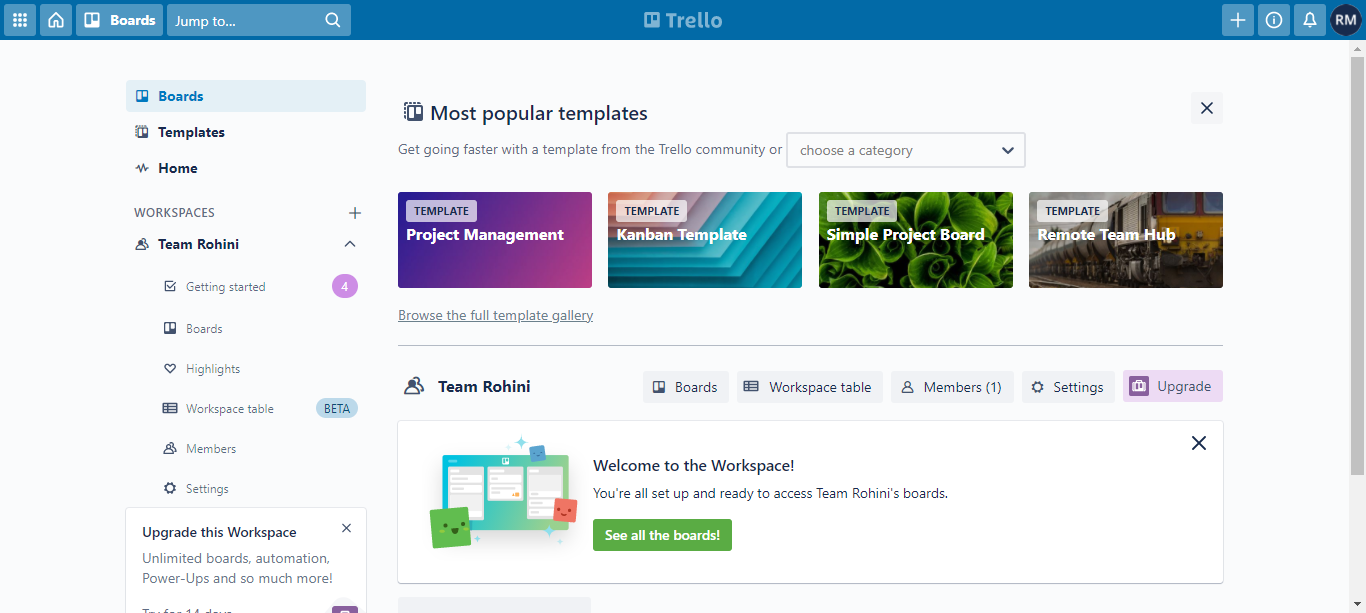 Boards
Jump to...
Trello
RM
Boards
Templates
Home
WORKSPACES
Team Rohini
Getting started 4
Boards
Highlights
Workspace table BETA
Members
Settings
Upgrade this Workspace
Unlimited boards, automation,
Power-Ups and so much more!
Try for 14 days
Most popular templates
Get going faster with a template from the Trello community or choose a category
TEMPLATE
Project Management
TEMPLATE
Kanban Template
TEMPLATE
Simple Project Board
TEMPLATE
Remote Team Hub
Browse the full template gallery
Team Rohini
Boards
Workspace table
Members (1)
Settings
Upgrade
Welcome to the Workspace!
You're all set up and ready to access Team Rohini's boards.
See all the boards!